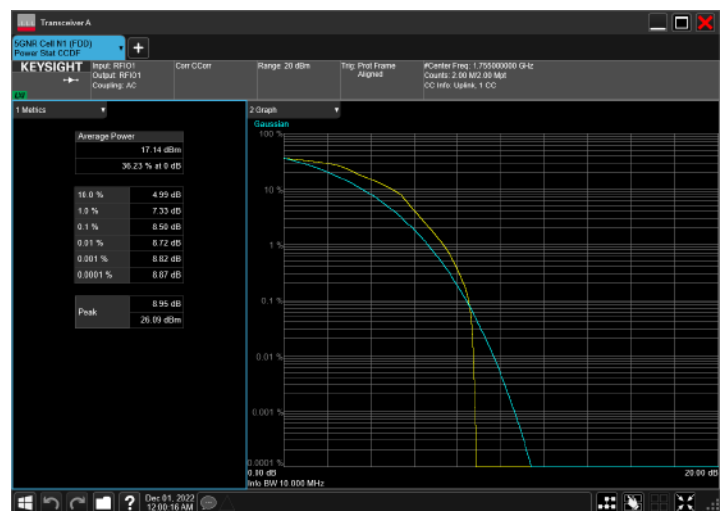 Transceiver A
5GNR Cell N1 (FDD)
Power Stat CCDF
KEYSIGHT
Input: RFIO1
Output: RFIO1
Coupling: AC
Corr CCorr
Range: 20 dBm
Trig: Prot Frame
Aligned
#Center Freq: 1.755000000 GHz
Counts: 2.00 M/2.00 Mpt
CC Info: Uplink, 1 CC
1 Metrics
Average Power
17.14 dBm
36.23 % at 0 dB
10.0 % 4.99 dB
1.0 % 7.33 dB
0.1 % 8.50 dB
0.01 % 8.72 dB
0.001 % 8.82 dB
0.0001 % 8.87 dB
Peak
8.95 dB
26.09 dBm
2 Graph
Gaussian
100 %
10 %
1 %
0.1 %
0.01 %
0.001 %
0.0001 %
0.00 dB
20.00 dB
Info BW 10.000 MHz
Dec 01, 2022
12:00:16 AM